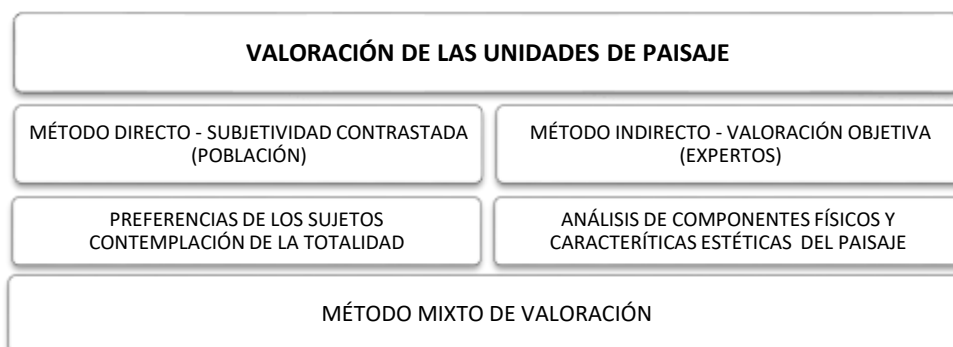 VALORACIÓN DE LAS UNIDADES DE PAISAJE
MÉTODO DIRECTO - SUBJETIVIDAD CONTRASTADA
(POBLACIÓN)
MÉTODO INDIRECTO - VALORACIÓN OBJETIVA
(EXPERTOS)
PREFERENCIAS DE LOS SUJETOS
CONTEMPLACIÓN DE LA TOTALIDAD
ANÁLISIS DE COMPONENTES FÍSICOS Y
CARACTERÍTICAS ESTÉTICAS DEL PAISAJE
MÉTODO MIXTO DE VALORACIÓN